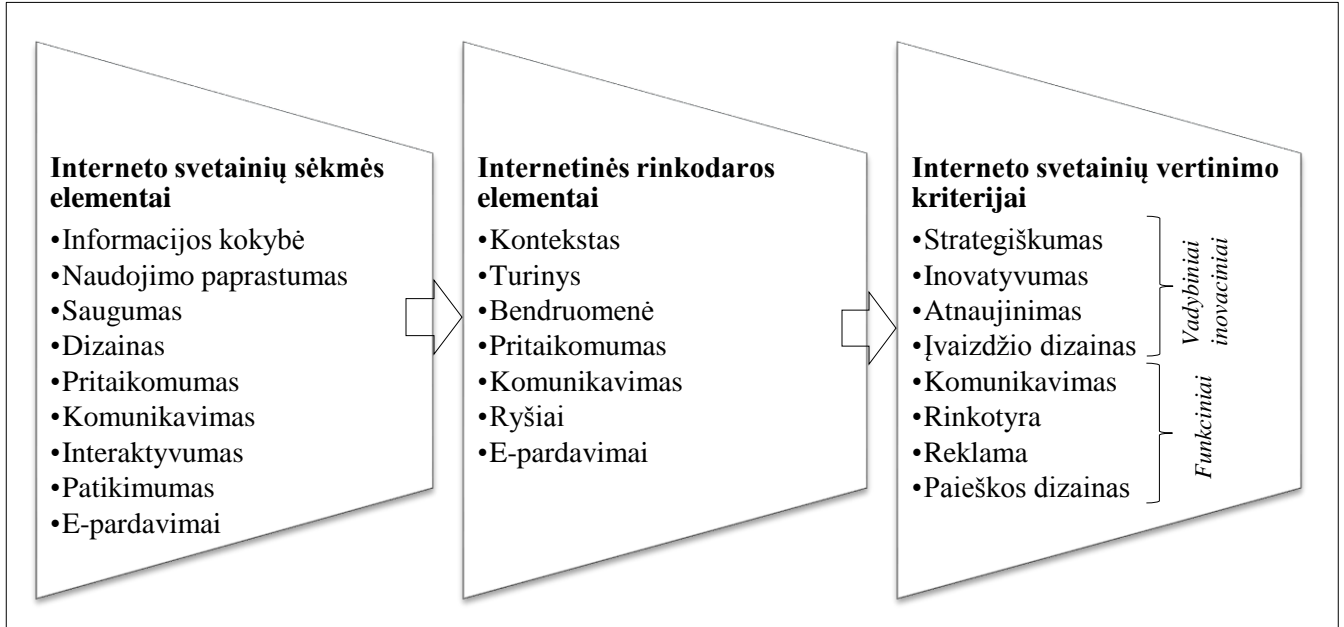 Interneto svetainių sėkmės
elementai
•Informacijos kokybė
•Naudojimo paprastumas
•Saugumas
•Dizainas
•Pritaikomumas
•Komunikavimas
•Interaktyvumas
•Patikimumas
•E-pardavimai
Internetinės rinkodaros
elementai
•Kontekstas
•Turinys
•Bendruomenė
•Pritaikomumas
•Komunikavimas
•Ryšiai
•E-pardavimai
Interneto svetainių vertinimo
kriterijai
•Strategiškumas
•Inovatyvumas
•Atnaujinimas
•Įvaizdžio dizainas
•Komunikavimas
•Rinkotyra
•Reklama
•Paieškos dizainas
Vadybiniai
inovaciniai
Funkciniai